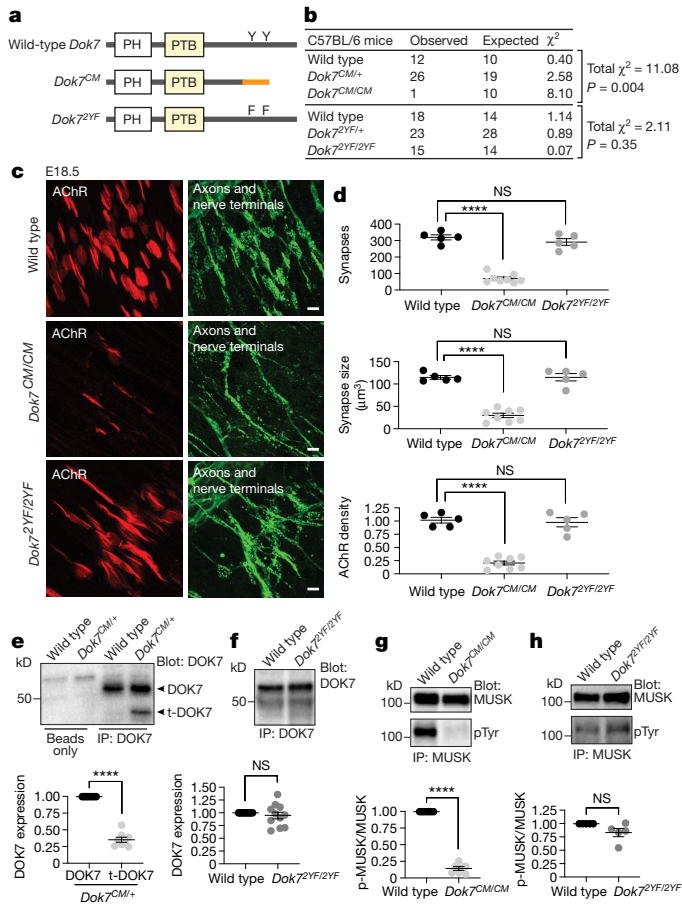 a
Y Y
Wild-type Dok7 PH PTB
Dok7CM PH PTB
F F
Dok72YF PH PTB
b
C57BL/6 mice Observed Expected χ2
Wild type 12 10 0.40
Dok7CM/+ 26 19 2.58
Dok7CM/CM 1 10 8.10
Total χ2 = 11.08
P = 0.004
Wild type 18 14 1.14
Dok72YF/+ 23 28 0.89
Dok72YF/2YF 15 14 0.07
Total χ2 = 2.11
P = 0.35
c
E18.5
Wild type
AChR
Axons and
nerve terminals
Dok7CM/CM
AChR
Axons and
nerve terminals
Dok72YF/2YF
AChR
Axons and
nerve terminals
d
NS
****
Synapses
400
300
200
100
0
Wild type Dok7CM/CM Dok72YF/2YF
NS
****
Synapse size
(μm3)
150
100
50
0
Wild type Dok7CM/CM Dok72YF/2YF
NS
****
AChR density
1.25
1.00
0.75
0.50
0.25
0
Wild type Dok7CM/CM Dok72YF/2YF
e
Wild type Dok7CM/+ Wild type Dok7CM/+
kD
Blot: DOK7
50
DOK7
t-DOK7
Beads
only
IP: DOK7
****
DOK7 expression
1.00
0.75
0.50
0.25
0
DOK7 t-DOK7
Dok7CM/+
f
Wild type Dok72YF/2YF
kD
Blot:
DOK7
50
IP: DOK7
NS
DOK7 expression
1.50
1.25
1.00
0.75
0.50
0.25
0
Wild type Dok72YF/2YF
g
Wild type Dok7CM/CM
kD
Blot:
MUSK
100
pTyr
100
IP: MUSK
****
p-MUSK/MUSK
1.00
0.75
0.50
0.25
0
Wild type Dok7CM/CM
h
Wild type Dok72YF/2YF
kD
Blot:
MUSK
100
pTyr
100
IP: MUSK
NS
p-MUSK/MUSK
1.25
1.00
0.75
0.50
0.25
0
Wild type Dok72YF/2YF